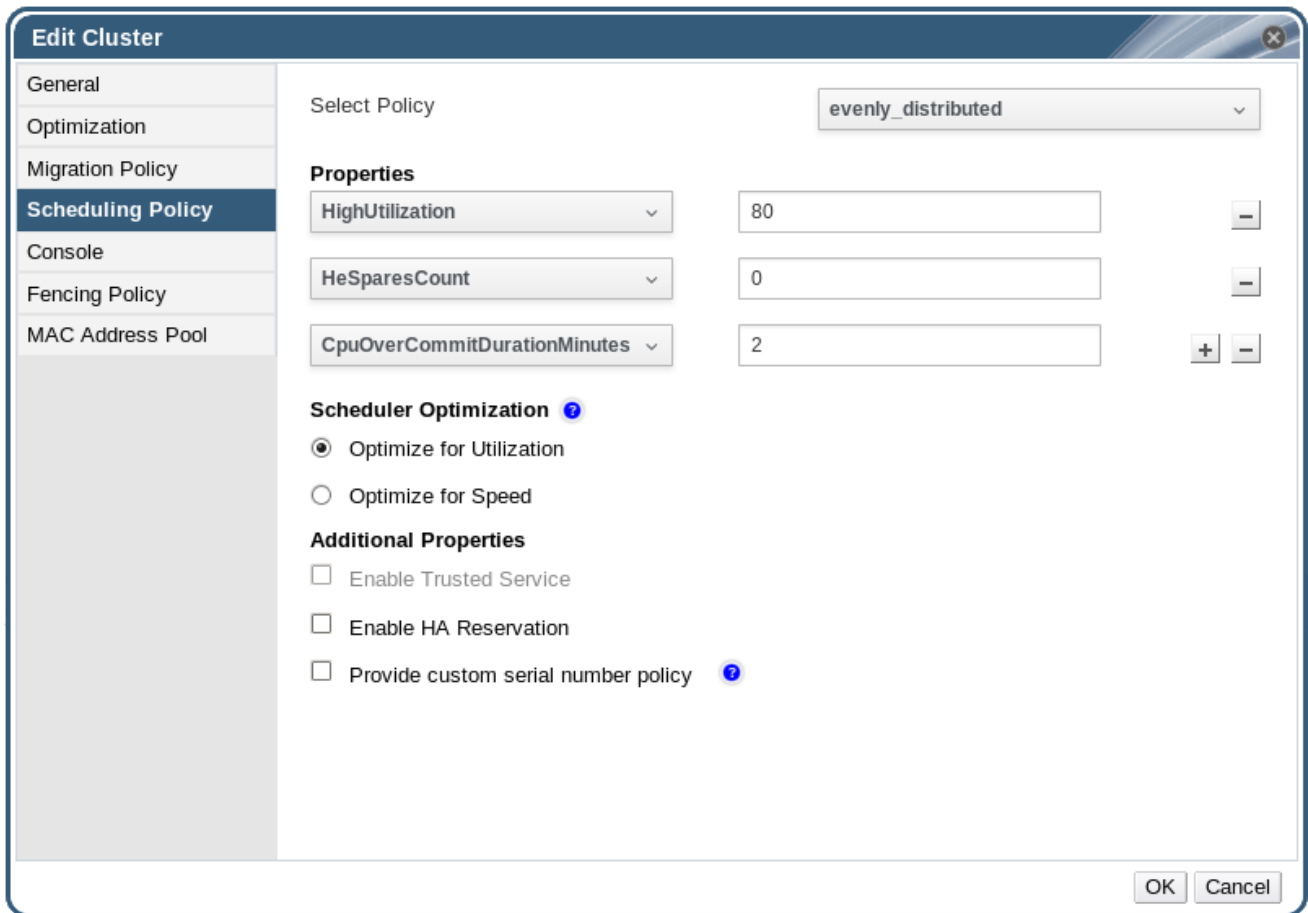 Edit Cluster
General
Optimization
Migration Policy
Scheduling Policy
Console
Fencing Policy
MAC Address Pool
Select Policy evenly_distributed
Properties
HighUtilization 80
HeSparesCount 0
CpuOverCommitDurationMinutes 2
Scheduler Optimization
Optimize for Utilization
Optimize for Speed
Additional Properties
Enable Trusted Service
Enable HA Reservation
Provide custom serial number policy
OK Cancel